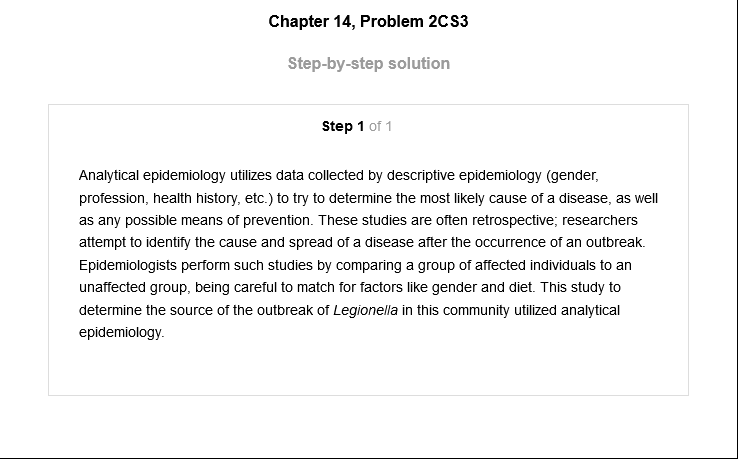 Chapter 14, Problem 2CS3
Step-by-step solution
Step 1 of 1
Analytical epidemiology utilizes data collected by descriptive epidemiology (gender,
profession, health history, etc.) to try to determine the most likely cause of a disease, as well
as any possible means of prevention. These studies are often retrospective; researchers
attempt to identify the cause and spread of a disease after the occurrence of an outbreak.
Epidemiologists perform such studies by comparing a group of affected individuals to an
unaffected group, being careful to match for factors like gender and diet. This study to
determine the source of the outbreak of Legionella in this community utilized analytical
epidemiology.